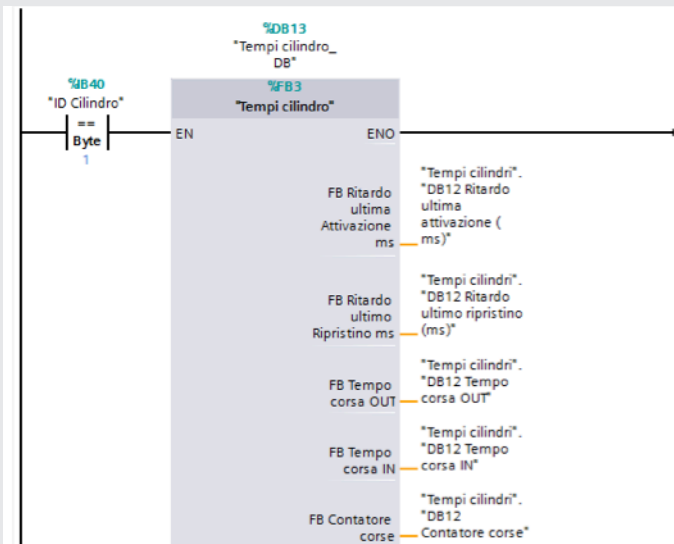 %DB13
"Tempi cilindro_
DB"
%IB40
"ID Cilindro"
==
Byte
1
%FB3
"Tempi cilindro"
EN
ENO
FB Ritardo
ultima
Attivazione
ms
"Tempi cilindri".
"DB12 Ritardo
ultima
attivazione (
ms)"
FB Ritardo
ultimo
Ripristino ms
"Tempi cilindri".
"DB12 Ritardo
ultimo ripristino
(ms)"
FB Tempo
corsa OUT
"Tempi cilindri".
"DB12 Tempo
corsa OUT"
FB Tempo
corsa IN
"Tempi cilindri".
"DB12 Tempo
corsa IN"
FB Contatore
corse
"Tempi cilindri".
"DB12
Contatore corse"